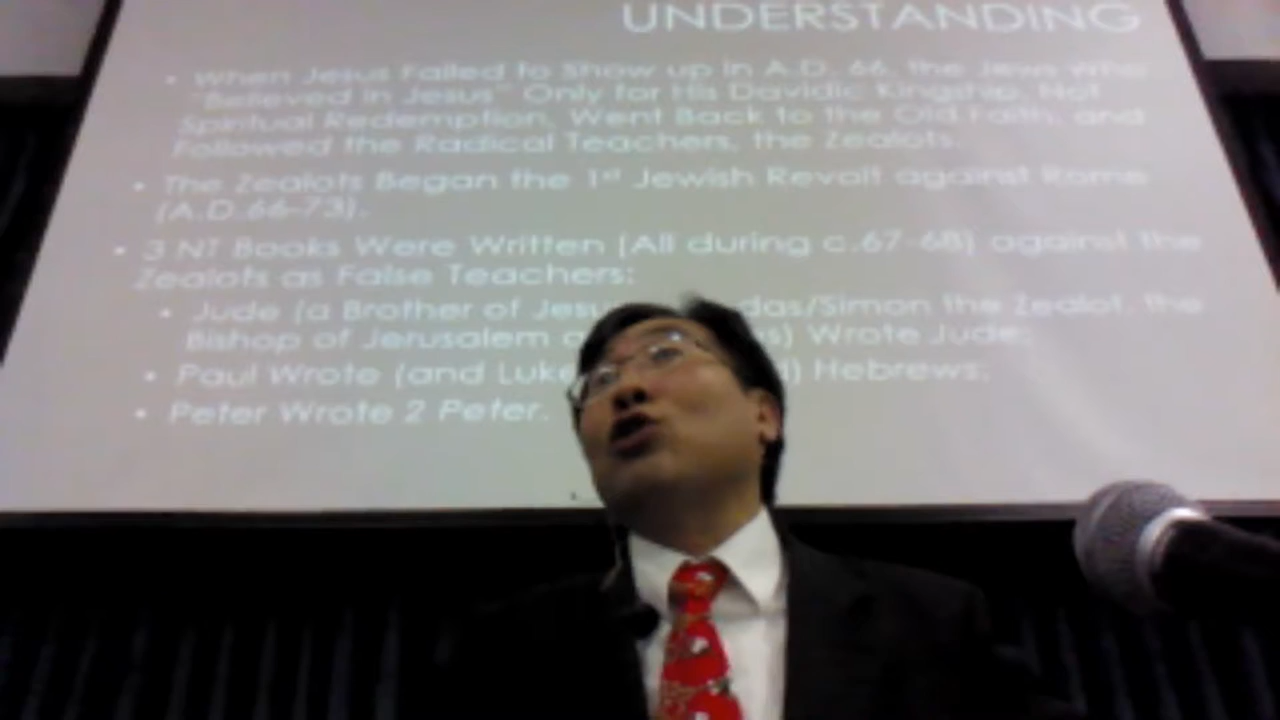 UNDERSTANDING
• When Jesus Failed to Show up in A.D. 66, the Jews who
"Believed in Jesus" Only for His Davidic Kingship, Not
Spiritual Redemption, Went Back to the Old Faith, and
Followed the Radical Teachers, the Zealots.
• The Zealots Began the 1st Jewish Revolt against Rome
(A.D.66-73).
• 3 NT Books Were Written (All during c.67-68) against the
Zealots as False Teachers:
• Jude (a Brother of /Simon the Zealot, the
Bishop of Jerusalem Wrote Jude;
• Paul Wrote (and Luke Hebrews;
• Peter Wrote 2 Peter.